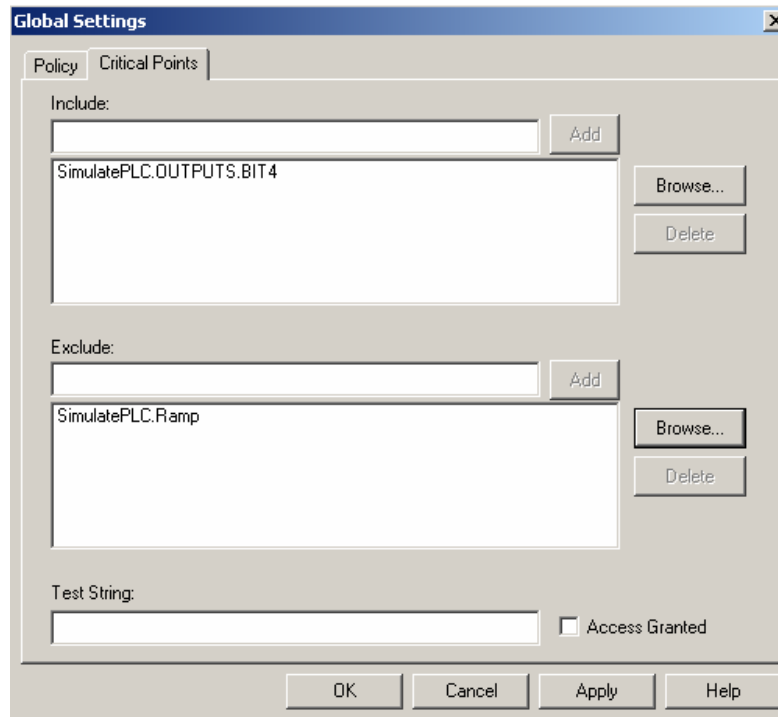 Global Settings
Policy Critical Points
Include:
Add
SimulatePLC.OUTPUTS.BIT4
Browse...
Delete
Exclude:
Add
SimulatePLC.Ramp
Browse...
Delete
Test String:
Access Granted
OK Cancel Apply Help